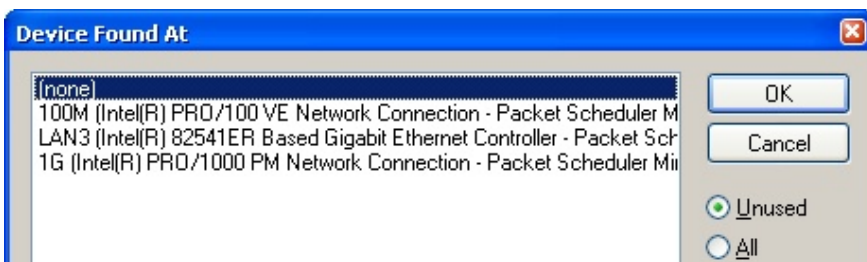 Device Found At
(none)
100M (Intel(R) PRO/100 VE Network Connection - Packet Scheduler M
LAN3 (Intel(R) 82541ER Based Gigabit Ethernet Controller - Packet Sch
1G (Intel(R) PRO/1000 PM Network Connection - Packet Scheduler Mi
OK
Cancel
Unused
All